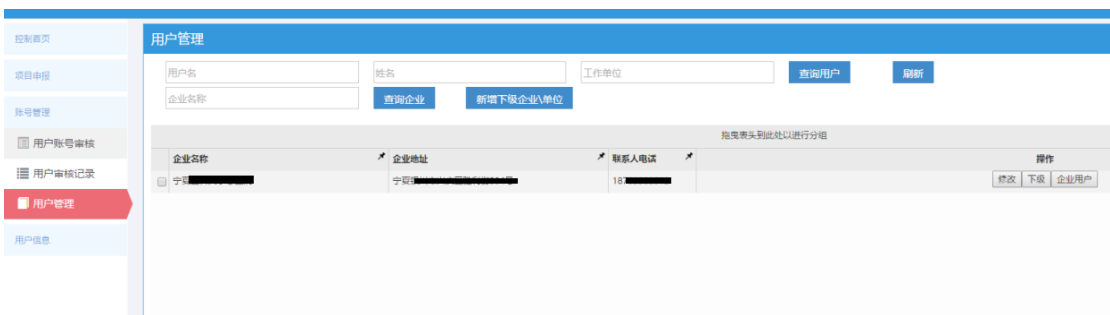 控制首页
项目申报
账号管理
用户账号审核
用户审核记录
用户管理
用户信息
用户管理
用户名 姓名 工作单位 查询用户 刷新
企业名称 查询企业 新增下级企业\单位
拖曳表头到此处以进行分组
企业名称 企业地址 联系人电话 操作
宁夏 宁夏 187 修改 下级 企业用户